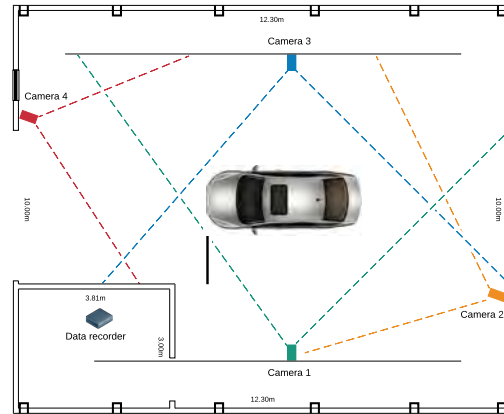 12.30m
Camera 3
Camera 4
10.00m
10.00m
3.81m
Camera 2
Data recorder
3.00m
Camera 1
12.30m